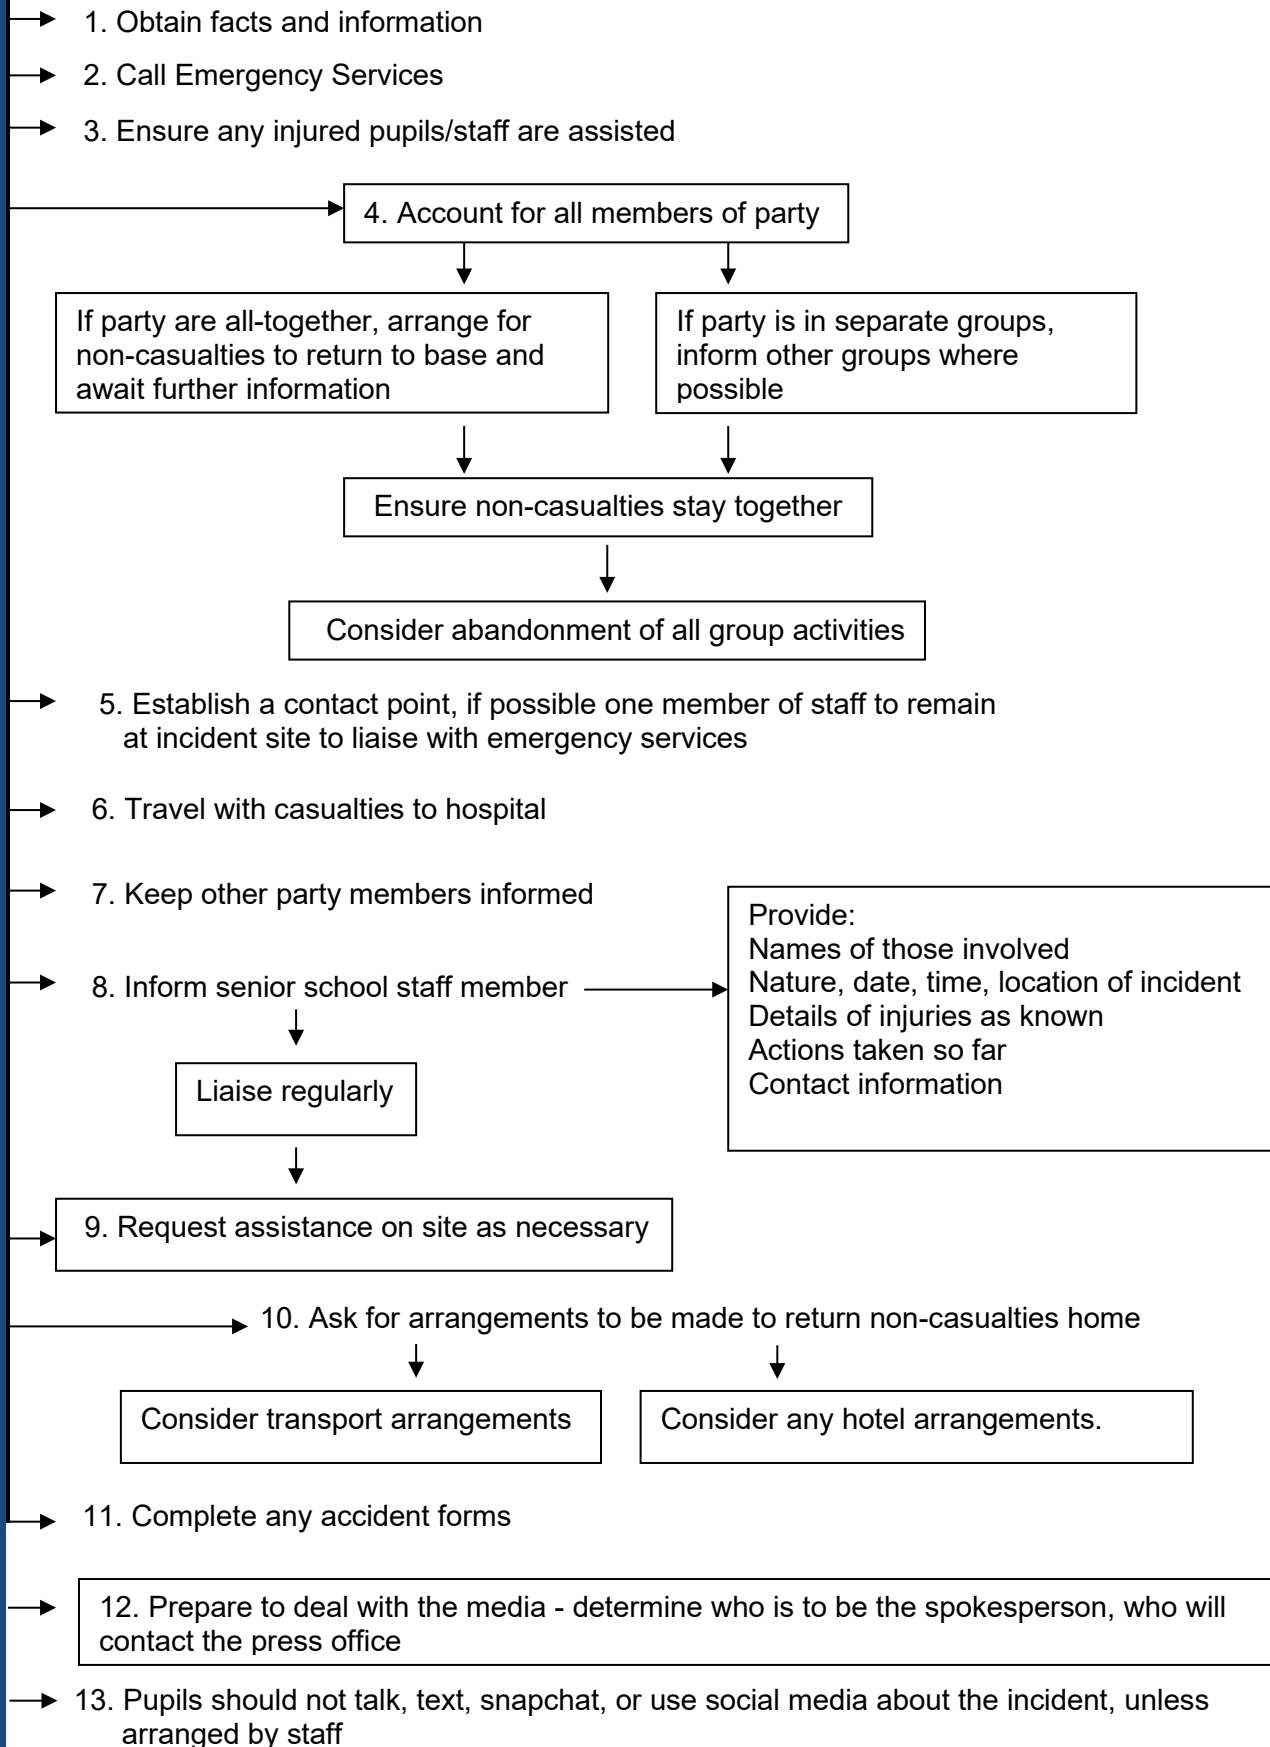 1. Obtain facts and information
2. Call Emergency Services
3. Ensure any injured pupils/staff are assisted
4. Account for all members of party
If party are all-together, arrange for
non-casualties to return to base and
await further information
If party is in separate groups,
inform other groups where
possible
Ensure non-casualties stay together
Consider abandonment of all group activities
5. Establish a contact point, if possible one member of staff to remain
at incident site to liaise with emergency services
6. Travel with casualties to hospital
7. Keep other party members informed
8. Inform senior school staff member
Provide:
Names of those involved
Nature, date, time, location of incident
Details of injuries as known
Actions taken so far
Contact information
Liaise regularly
9. Request assistance on site as necessary
10. Ask for arrangements to be made to return non-casualties home
Consider transport arrangements
Consider any hotel arrangements.
11. Complete any accident forms
12. Prepare to deal with the media - determine who is to be the spokesperson, who will
contact the press office
13. Pupils should not talk, text, snapchat, or use social media about the incident, unless
arranged by staff